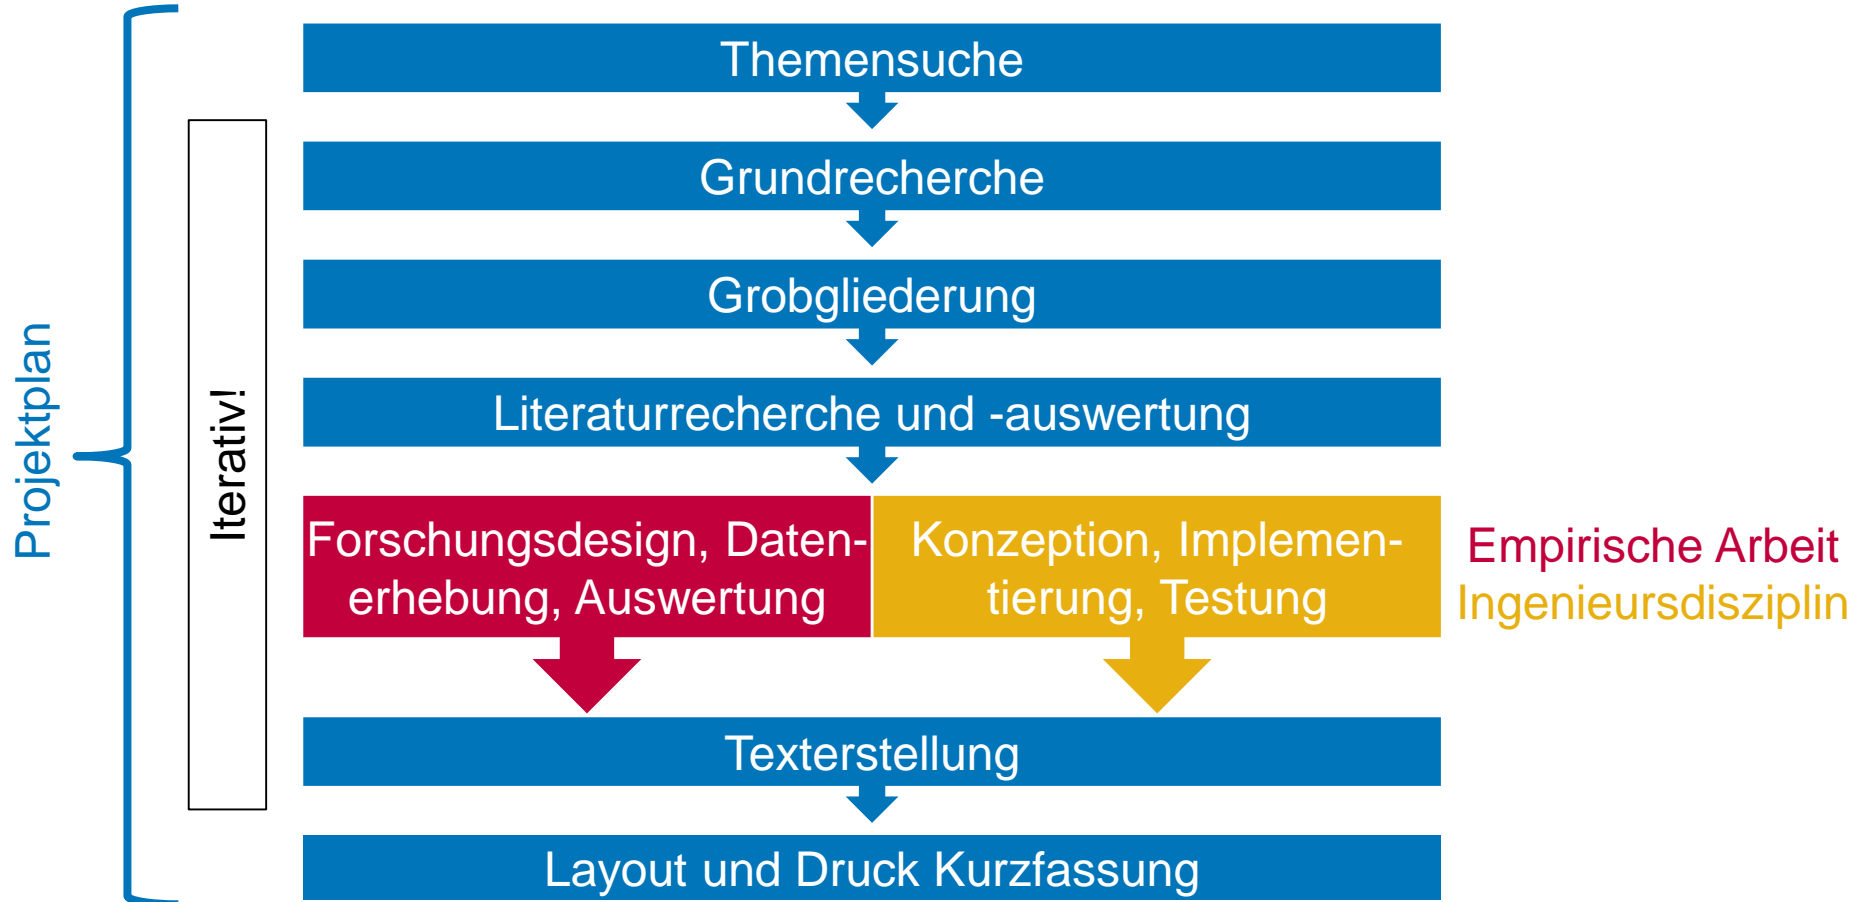 Projektplan
Iterativ!
Themensuche
Grundrecherche
Grobgliederung
Literaturrecherche und -auswertung
Forschungsdesign, Daten-
erhebung, Auswertung
Konzeption, Implemen-
tierung, Testung
Empirische Arbeit
Ingenieursdisziplin
Texterstellung
Layout und Druck Kurzfassung